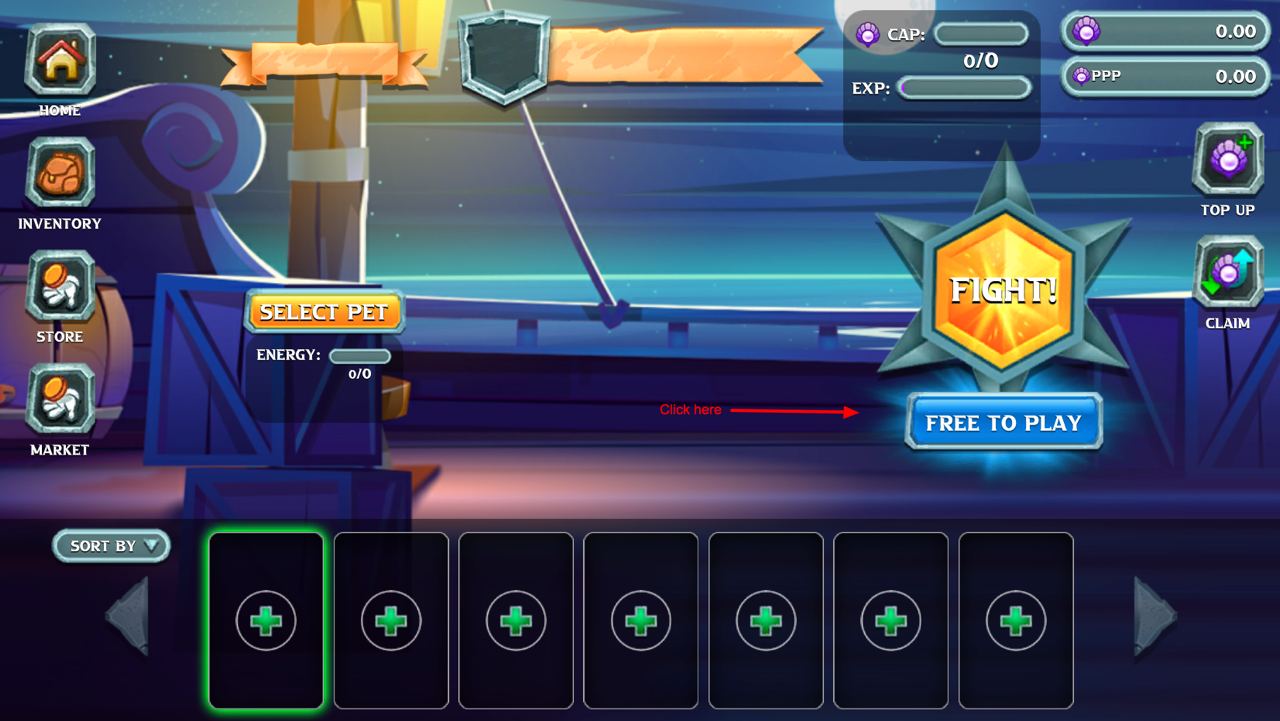 HOME
INVENTORY
STORE
MARKET
CAP:
0/0
EXP:
0.00
PPP
0.00
TOP UP
CLAIM
FIGHT!
SELECT PET
ENERGY:
0/0
Click here
FREE TO PLAY
SORT BY